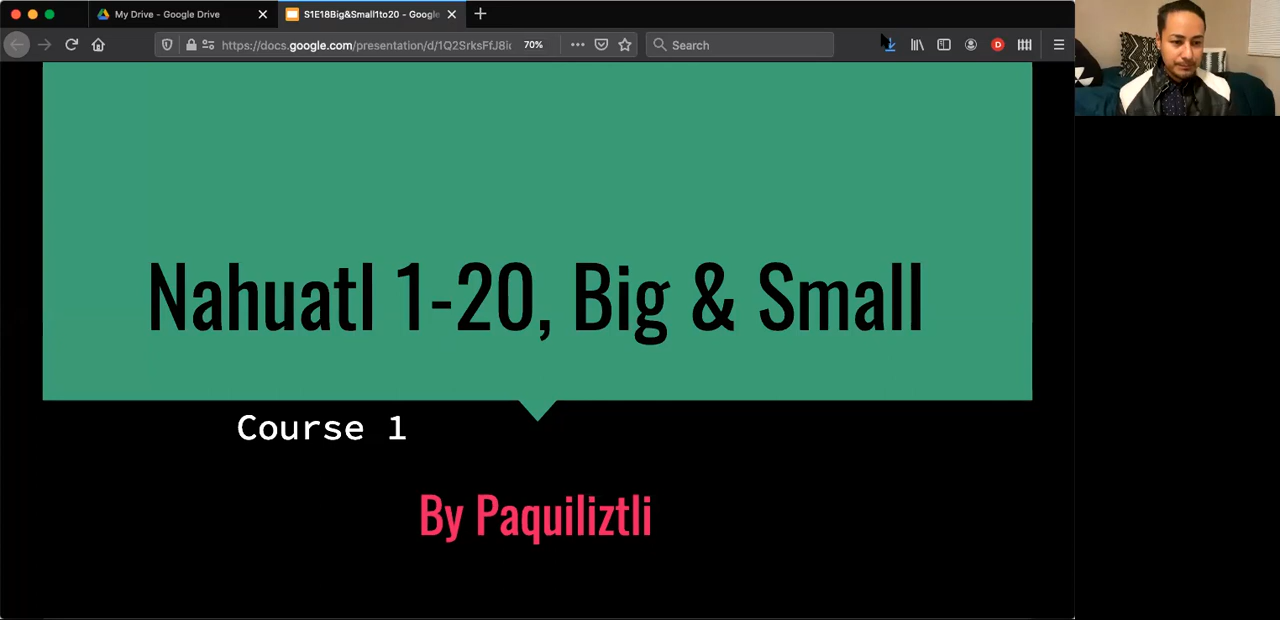 My Drive - Google Drive
S1E18Big&Small1to20 - Google
https://docs.google.com/presentation/d/1Q2SrksFfJ8i
70%
Search
D
Nahuatl 1-20, Big & Small
Course 1
By Paquiliztli